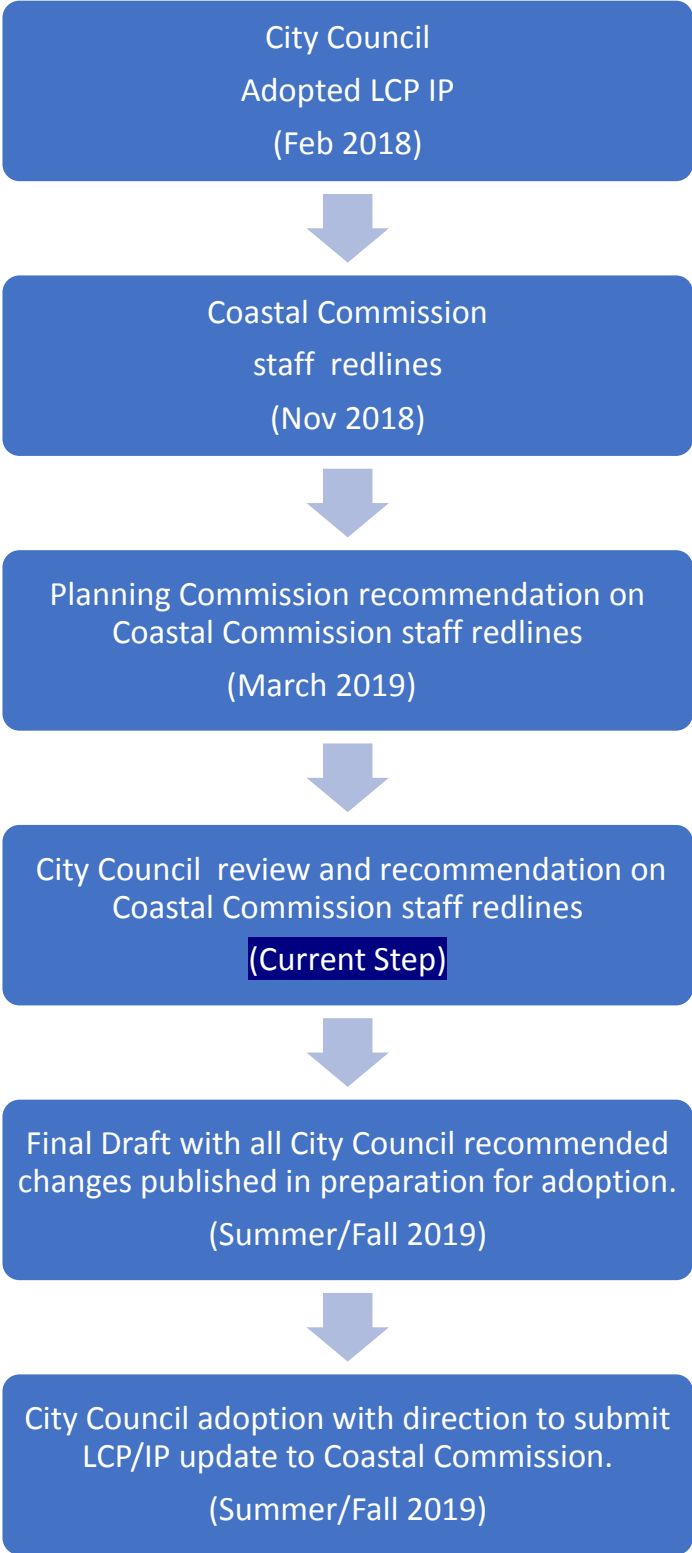 City Council
Adopted LCP IP
(Feb 2018)
Coastal Commission
staff redlines
(Nov 2018)
Planning Commission recommendation on
Coastal Commission staff redlines
(March 2019)
City Council review and recommendation on
Coastal Commission staff redlines
(Current Step)
Final Draft with all City Council recommended
changes published in preparation for adoption.
(Summer/Fall 2019)
City Council adoption with direction to submit
LCP/IP update to Coastal Commission.
(Summer/Fall 2019)